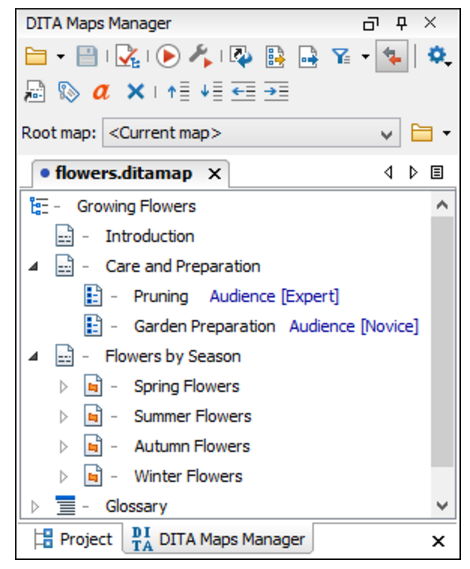 DITA Maps Manager
Root map: <Current map>
flowers.ditamap
Growing Flowers
Introduction
Care and Preparation
Pruning Audience [Expert]
Garden Preparation Audience [Novice]
Flowers by Season
Spring Flowers
Summer Flowers
Autumn Flowers
Winter Flowers
Glossary
Project DITA DITA Maps Manager